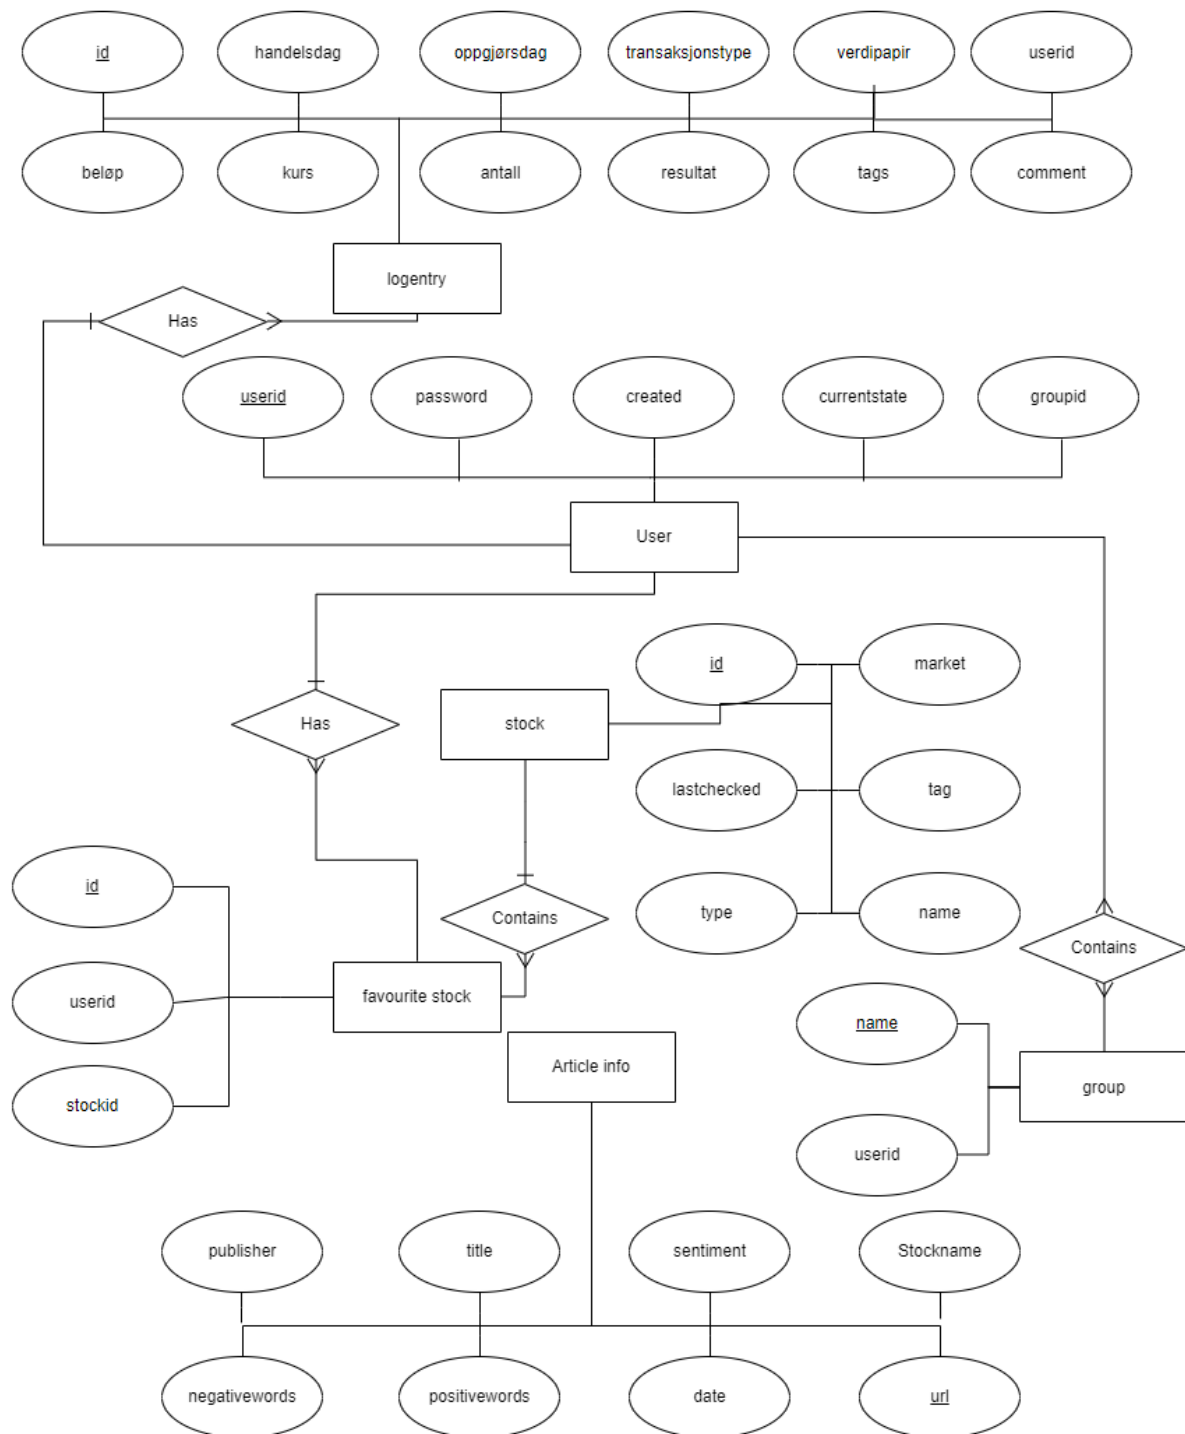 id
handelsdag
oppgjørsdag
transaksjonstype
verdipapir
userid
beløp
kurs
antall
resultat
tags
comment
logentry
Has
userid
password
created
currentstate
groupid
User
id
market
stock
Has
lastchecked
tag
id
type
name
Contains
Contains
userid
favourite stock
name
Article info
group
stockid
userid
publisher
title
sentiment
Stockname
negativewords
positivewords
date
url